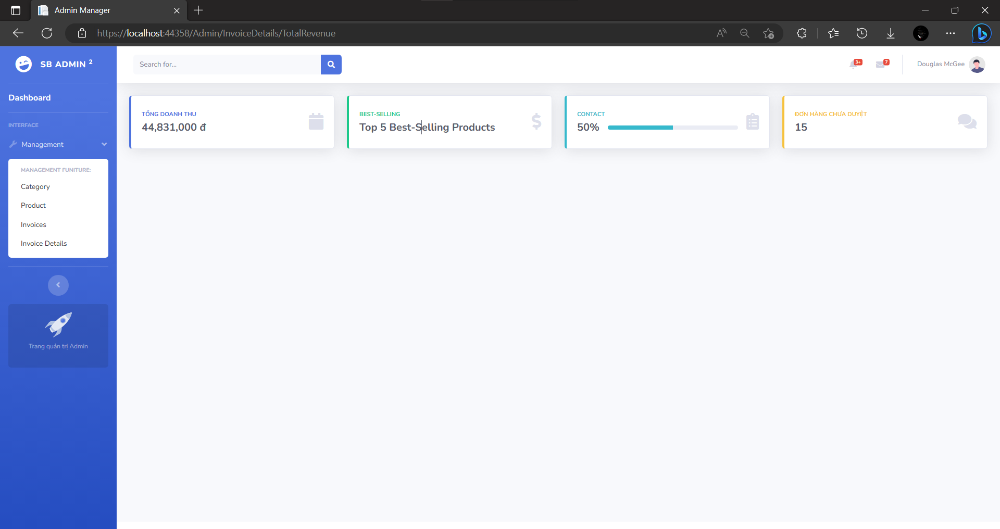 Admin Manager
https://localhost:44358/Admin/InvoiceDetails/TotalRevenue
SB ADMIN 2
Search for...
3+
7
Douglas McGee
Dashboard
INTERFACE
Management
MANAGEMENT FUNITURE:
Category
Product
Invoices
Invoice Details
Trang quản trị Admin
TỔNG DOANH THU
44,831,000 đ
BEST-SELLING
Top 5 Best-Selling Products
CONTACT
50%
ĐƠN HÀNG CHƯA DUYỆT
15